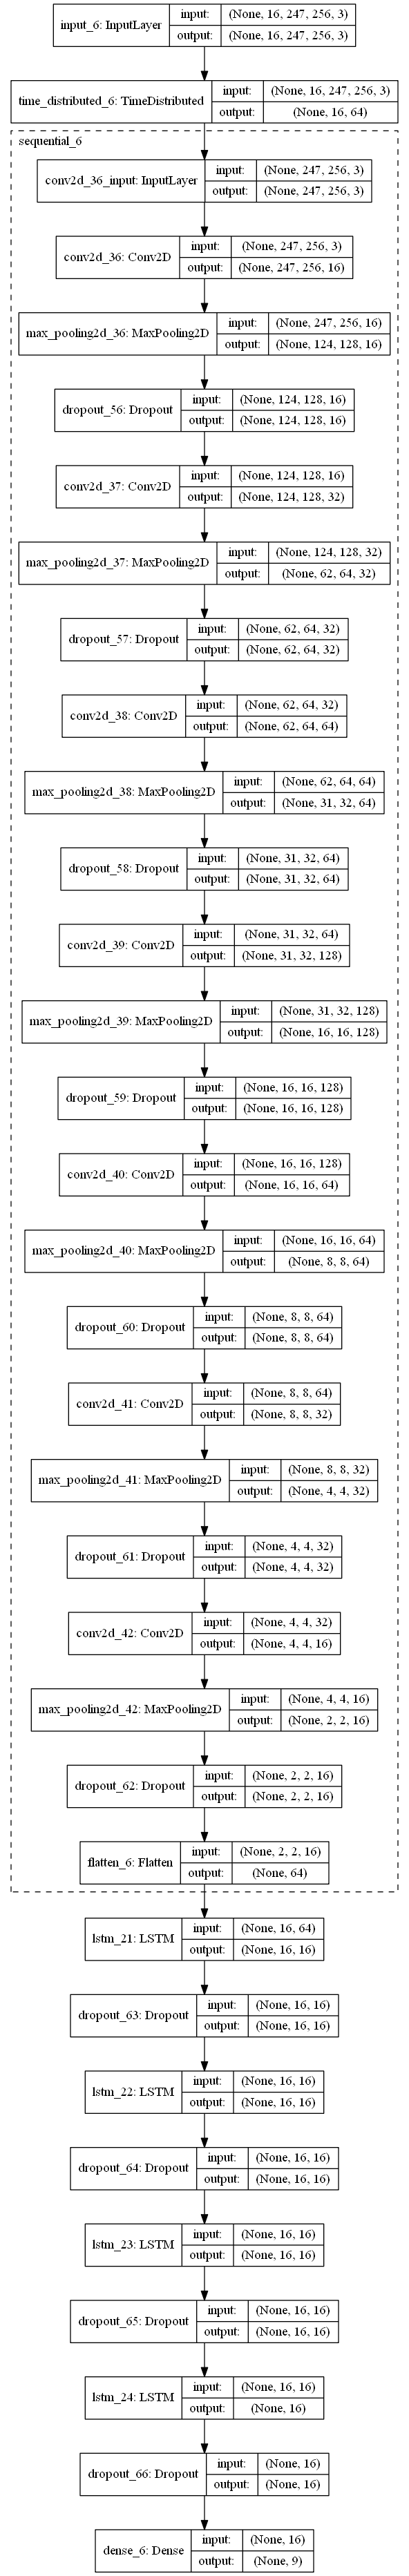 input_6: InputLayer
input: (None, 16, 247, 256, 3)
output: (None, 16, 247, 256, 3)
time_distributed_6: TimeDistributed
input: (None, 16, 247, 256, 3)
output: (None, 16, 64)
sequential_6
conv2d_36_input: InputLayer
input: (None, 247, 256, 3)
output: (None, 247, 256, 3)
conv2d_36: Conv2D
input: (None, 247, 256, 3)
output: (None, 247, 256, 16)
max_pooling2d_36: MaxPooling2D
input: (None, 247, 256, 16)
output: (None, 124, 128, 16)
dropout_56: Dropout
input: (None, 124, 128, 16)
output: (None, 124, 128, 16)
conv2d_37: Conv2D
input: (None, 124, 128, 16)
output: (None, 124, 128, 32)
max_pooling2d_37: MaxPooling2D
input: (None, 124, 128, 32)
output: (None, 62, 64, 32)
dropout_57: Dropout
input: (None, 62, 64, 32)
output: (None, 62, 64, 32)
conv2d_38: Conv2D
input: (None, 62, 64, 32)
output: (None, 62, 64, 64)
max_pooling2d_38: MaxPooling2D
input: (None, 62, 64, 64)
output: (None, 31, 32, 64)
dropout_58: Dropout
input: (None, 31, 32, 64)
output: (None, 31, 32, 64)
conv2d_39: Conv2D
input: (None, 31, 32, 64)
output: (None, 31, 32, 128)
max_pooling2d_39: MaxPooling2D
input: (None, 31, 32, 128)
output: (None, 16, 16, 128)
dropout_59: Dropout
input: (None, 16, 16, 128)
output: (None, 16, 16, 128)
conv2d_40: Conv2D
input: (None, 16, 16, 128)
output: (None, 16, 16, 64)
max_pooling2d_40: MaxPooling2D
input: (None, 16, 16, 64)
output: (None, 8, 8, 64)
dropout_60: Dropout
input: (None, 8, 8, 64)
output: (None, 8, 8, 64)
conv2d_41: Conv2D
input: (None, 8, 8, 64)
output: (None, 8, 8, 32)
max_pooling2d_41: MaxPooling2D
input: (None, 8, 8, 32)
output: (None, 4, 4, 32)
dropout_61: Dropout
input: (None, 4, 4, 32)
output: (None, 4, 4, 32)
conv2d_42: Conv2D
input: (None, 4, 4, 32)
output: (None, 4, 4, 16)
max_pooling2d_42: MaxPooling2D
input: (None, 4, 4, 16)
output: (None, 2, 2, 16)
dropout_62: Dropout
input: (None, 2, 2, 16)
output: (None, 2, 2, 16)
flatten_6: Flatten
input: (None, 2, 2, 16)
output: (None, 64)
lstm_21: LSTM
input: (None, 16, 64)
output: (None, 16, 16)
dropout_63: Dropout
input: (None, 16, 16)
output: (None, 16, 16)
lstm_22: LSTM
input: (None, 16, 16)
output: (None, 16, 16)
dropout_64: Dropout
input: (None, 16, 16)
output: (None, 16, 16)
lstm_23: LSTM
input: (None, 16, 16)
output: (None, 16, 16)
dropout_65: Dropout
input: (None, 16, 16)
output: (None, 16, 16)
lstm_24: LSTM
input: (None, 16, 16)
output: (None, 16)
dropout_66: Dropout
input: (None, 16)
output: (None, 16)
dense_6: Dense
input: (None, 16)
output: (None, 9)